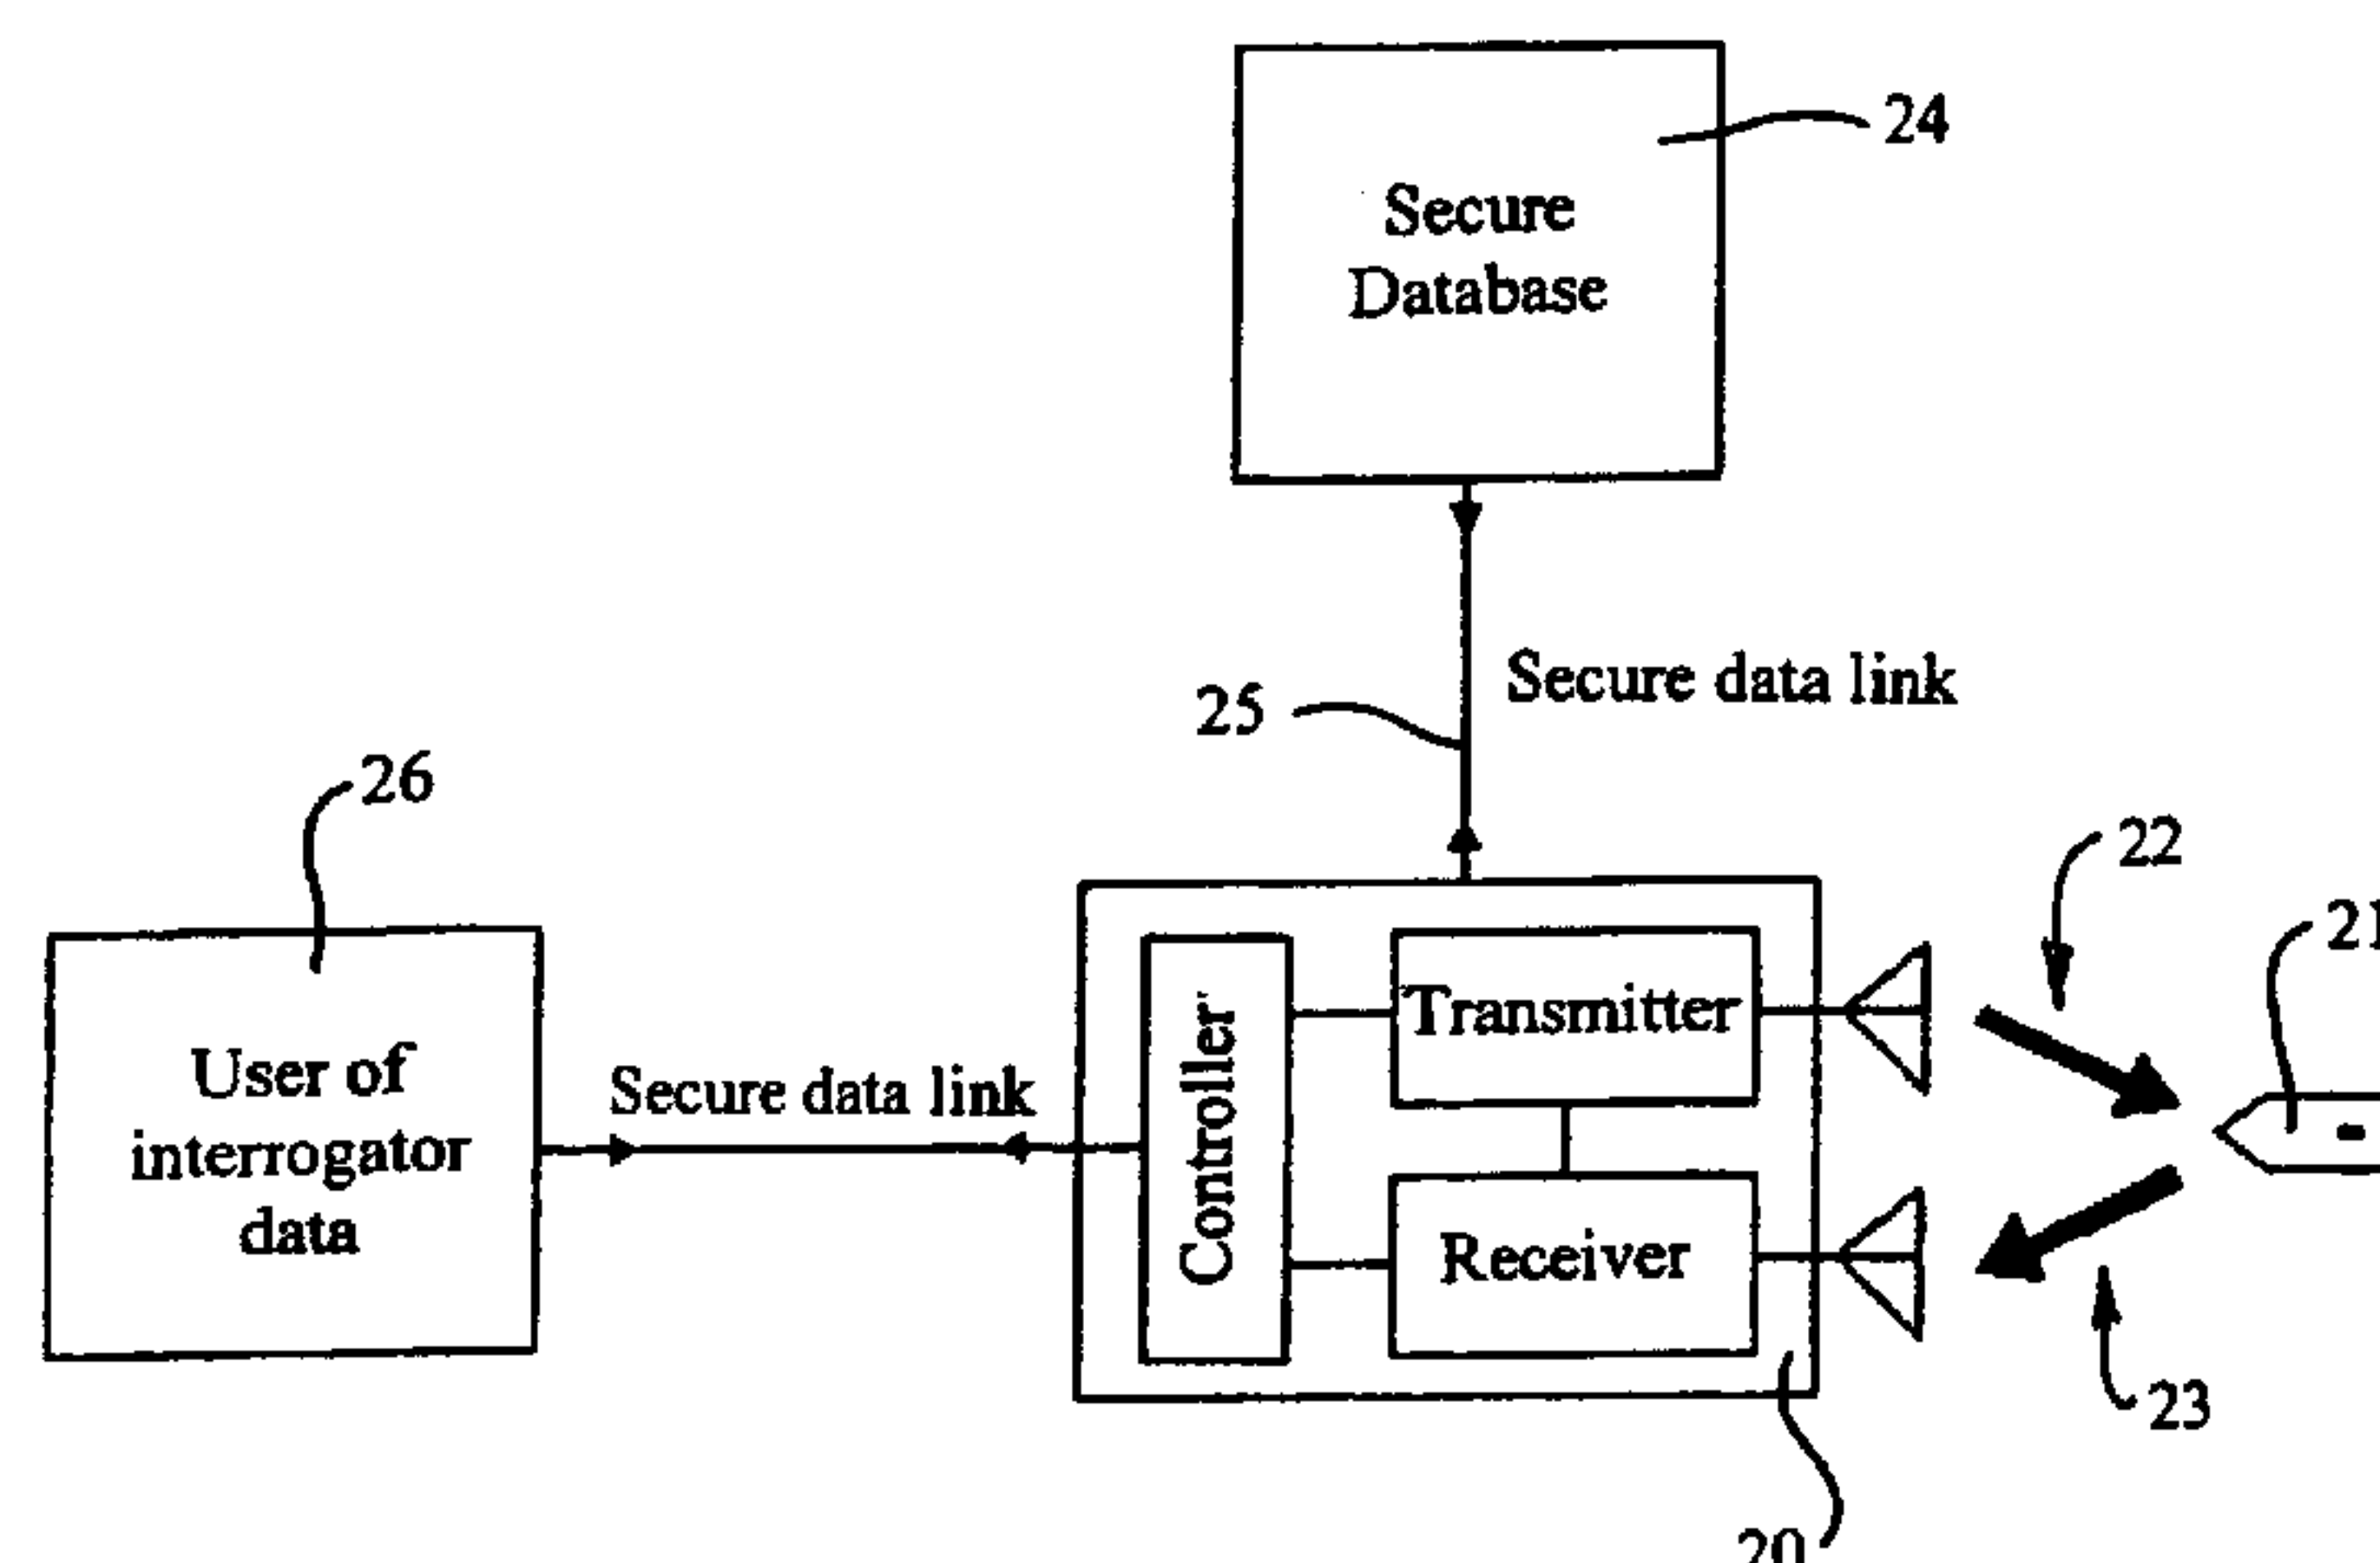 24
Secure
Database
Secure data link
25
26
22
21
User of
interrogator
data
Secure data link
Controller
Transmitter
Receiver
23
20